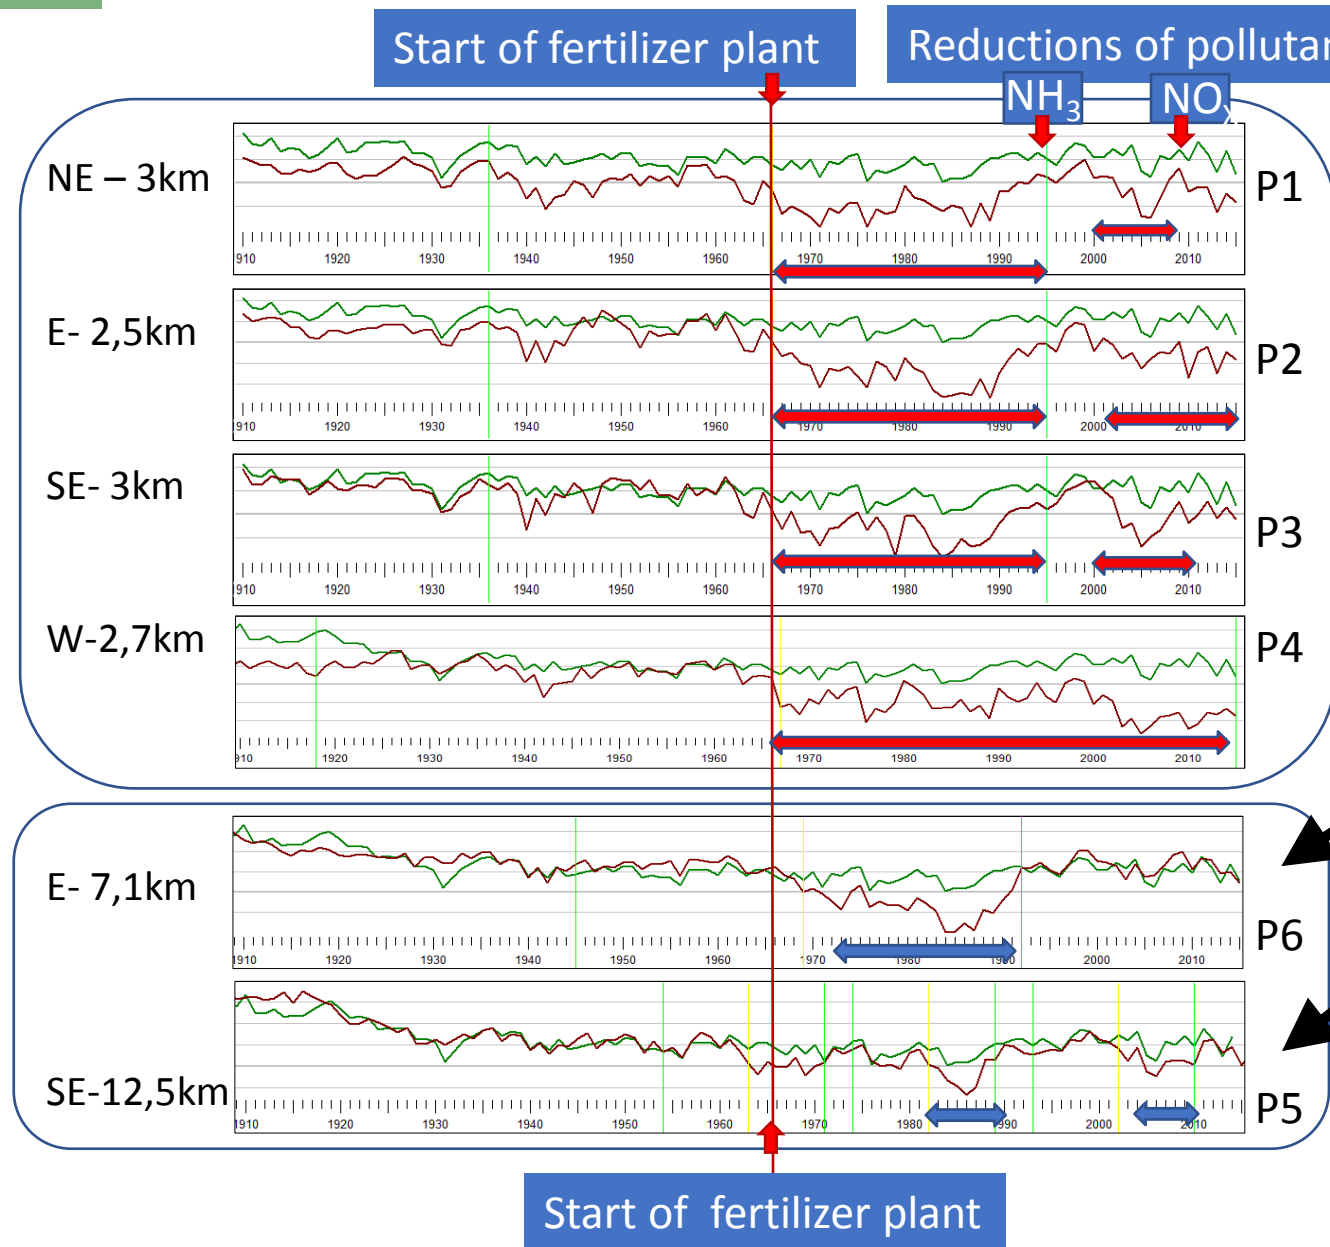 Start of fertilizer plant
Reductions of pollutan
NH3
NOx
NE – 3km
P1
910 1920 1930 1940 1950 1960 1970 1980 1990 2000 2010
E- 2,5km
P2
1910 1920 1930 1940 1950 1960 1970 1980 1990 2000 2010
SE- 3km
P3
1910 1920 1930 1940 1950 1960 1970 1980 1990 2000 2010
W-2,7km
P4
910 1920 1930 1940 1950 1960 1970 1980 1990 2000 2010
E- 7,1km
P6
1910 1920 1930 1940 1950 1960 1970 1980 1990 2000 2010
SE-12,5km
P5
1910 1920 1930 1940 1950 1960 1970 1980 1990 2000 2010
Start of fertilizer plant